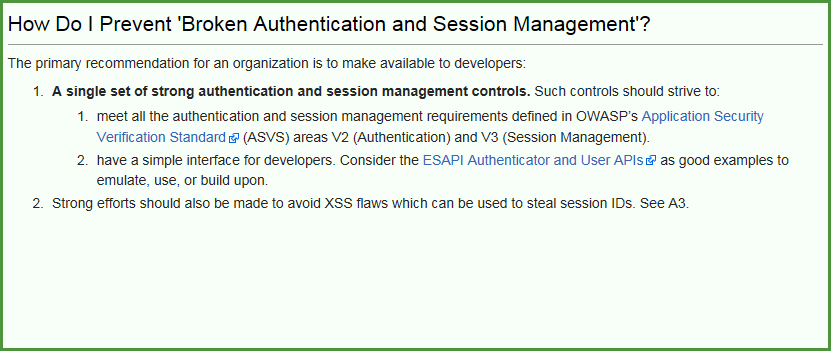 How Do I Prevent 'Broken Authentication and Session Management'?
The primary recommendation for an organization is to make available to developers:
1. A single set of strong authentication and session management controls. Such controls should strive to:
1. meet all the authentication and session management requirements defined in OWASP's Application Security
Verification Standard (ASVS) areas V2 (Authentication) and V3 (Session Management).
2. have a simple interface for developers. Consider the ESAPI Authenticator and User APIs as good examples to
emulate, use, or build upon.
2. Strong efforts should also be made to avoid XSS flaws which can be used to steal session IDs. See A3.